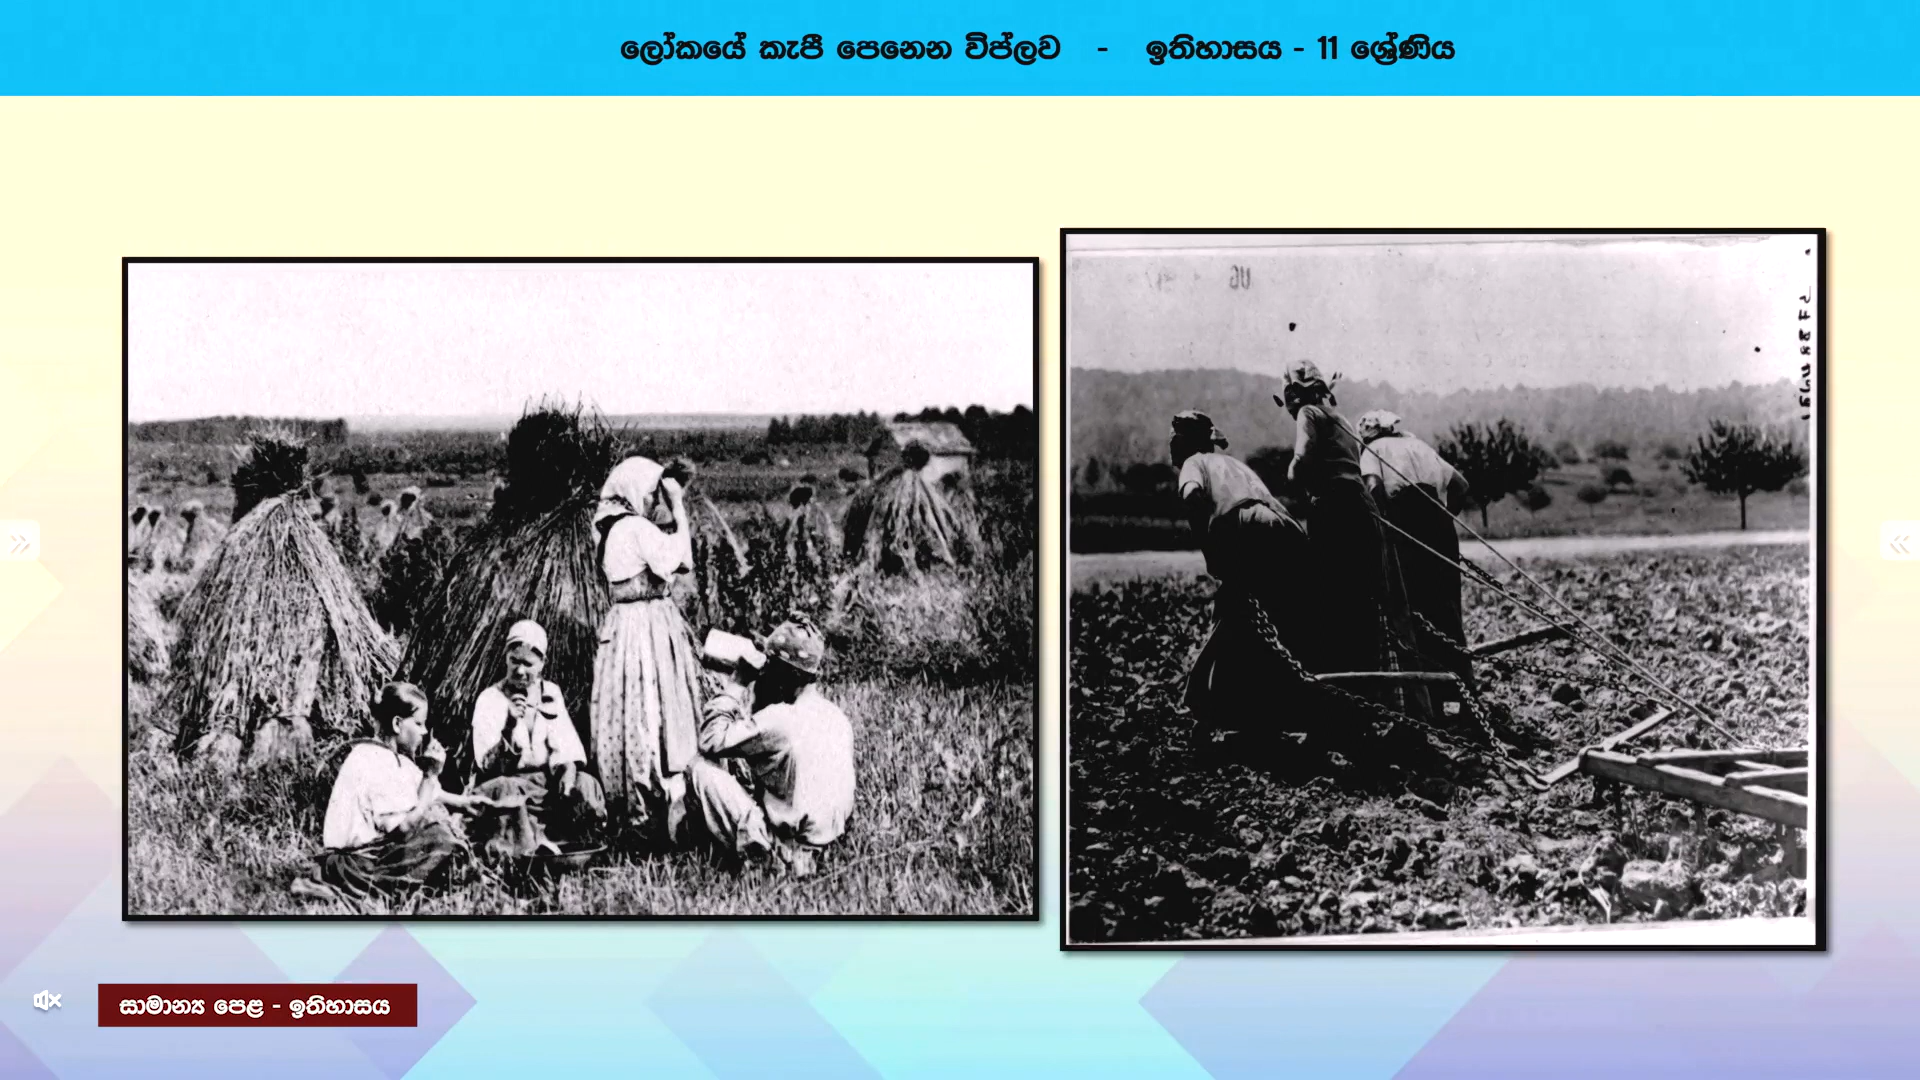 ලෝකයේ කැපී පෙනෙන විප්ලව - ඉතිහාසය - 11 ශ්‍රේණිය
සාමාන්‍ය පෙළ - ඉතිහාසය